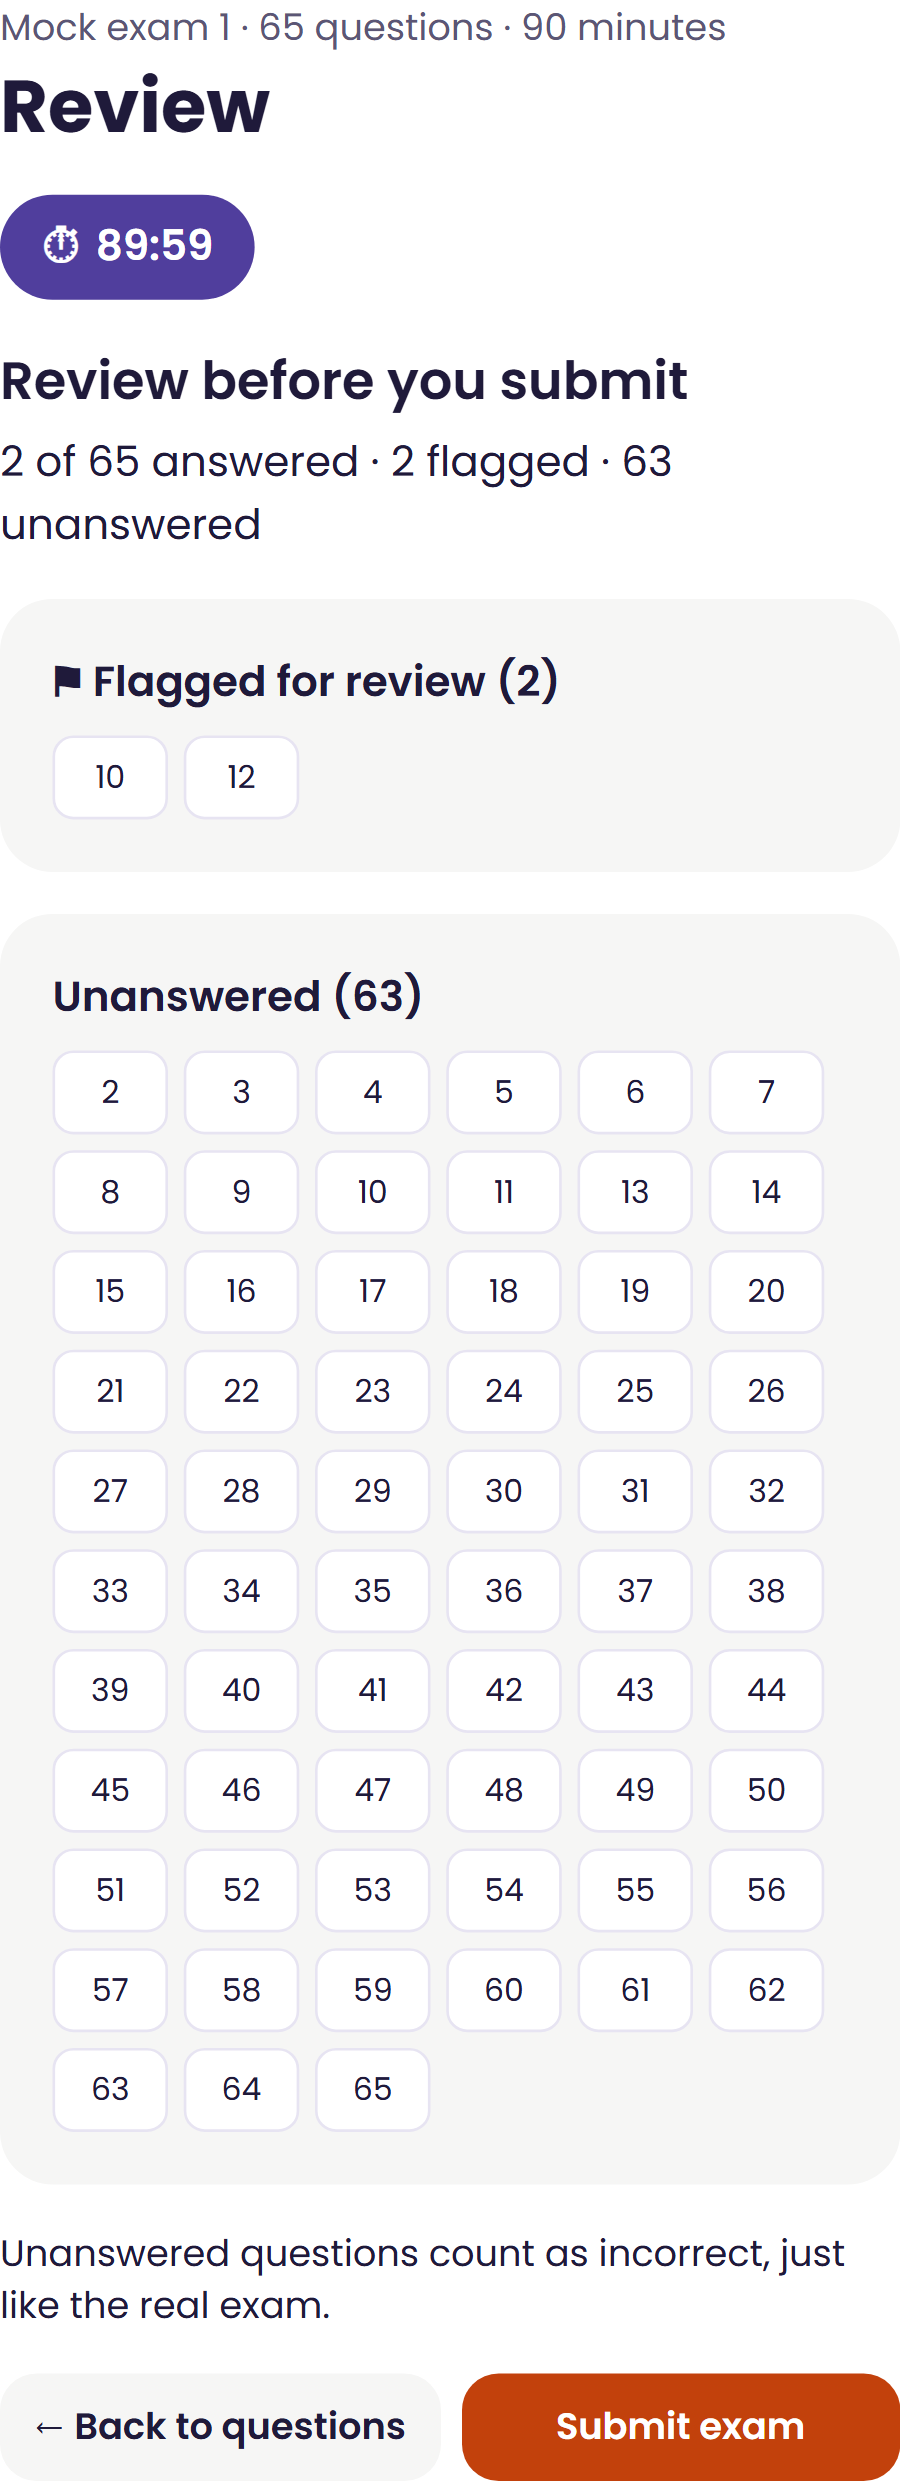 Mock exam 1 · 65 questions · 90 minutes
Review
⏱ 89:59
Review before you submit
2 of 65 answered · 2 flagged · 63
unanswered
⚑ Flagged for review (2)
10 12
Unanswered (63)
2 3 4 5 6 7
8 9 10 11 13 14
15 16 17 18 19 20
21 22 23 24 25 26
27 28 29 30 31 32
33 34 35 36 37 38
39 40 41 42 43 44
45 46 47 48 49 50
51 52 53 54 55 56
57 58 59 60 61 62
63 64 65
Unanswered questions count as incorrect, just
like the real exam.
← Back to questions Submit exam